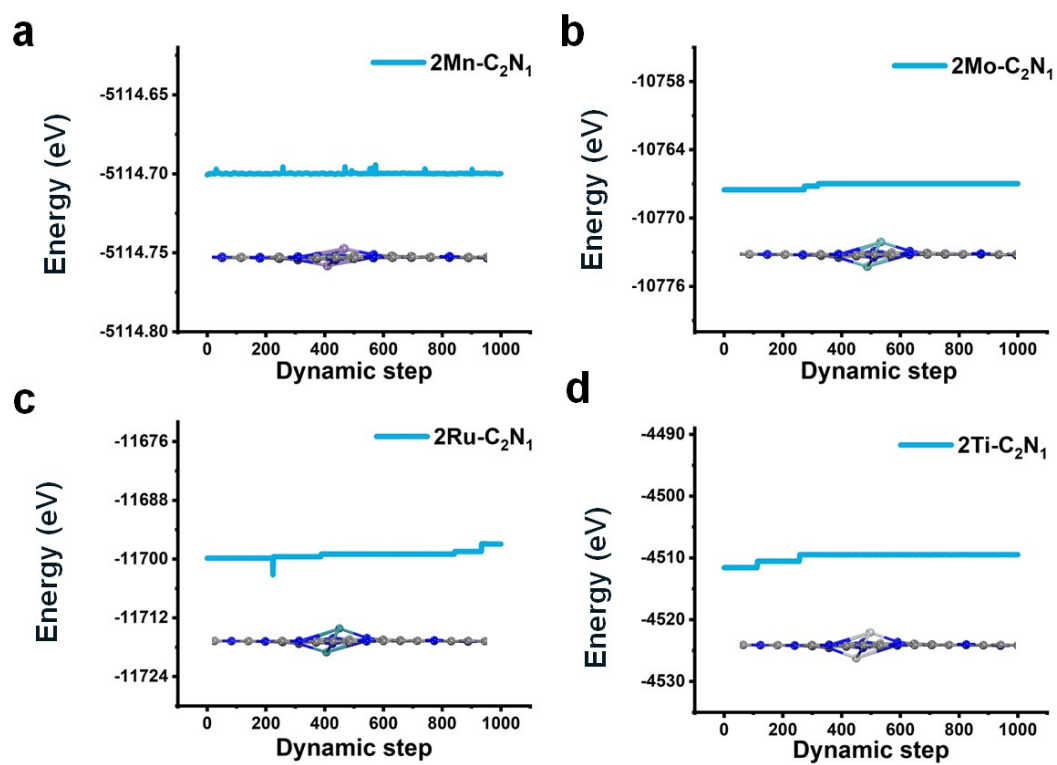 a
2Mn-C₂N₁
Energy (eV)
-5114.65
-5114.70
-5114.75
-5114.80
0 200 400 600 800 1000
Dynamic step
b
2Mo-C₂N₁
Energy (eV)
-10758
-10764
-10770
-10776
0 200 400 600 800 1000
Dynamic step
c
2Ru-C₂N₁
Energy (eV)
-11676
-11688
-11700
-11712
-11724
0 200 400 600 800 1000
Dynamic step
d
2Ti-C₂N₁
Energy (eV)
-4490
-4500
-4510
-4520
-4530
0 200 400 600 800 1000
Dynamic step